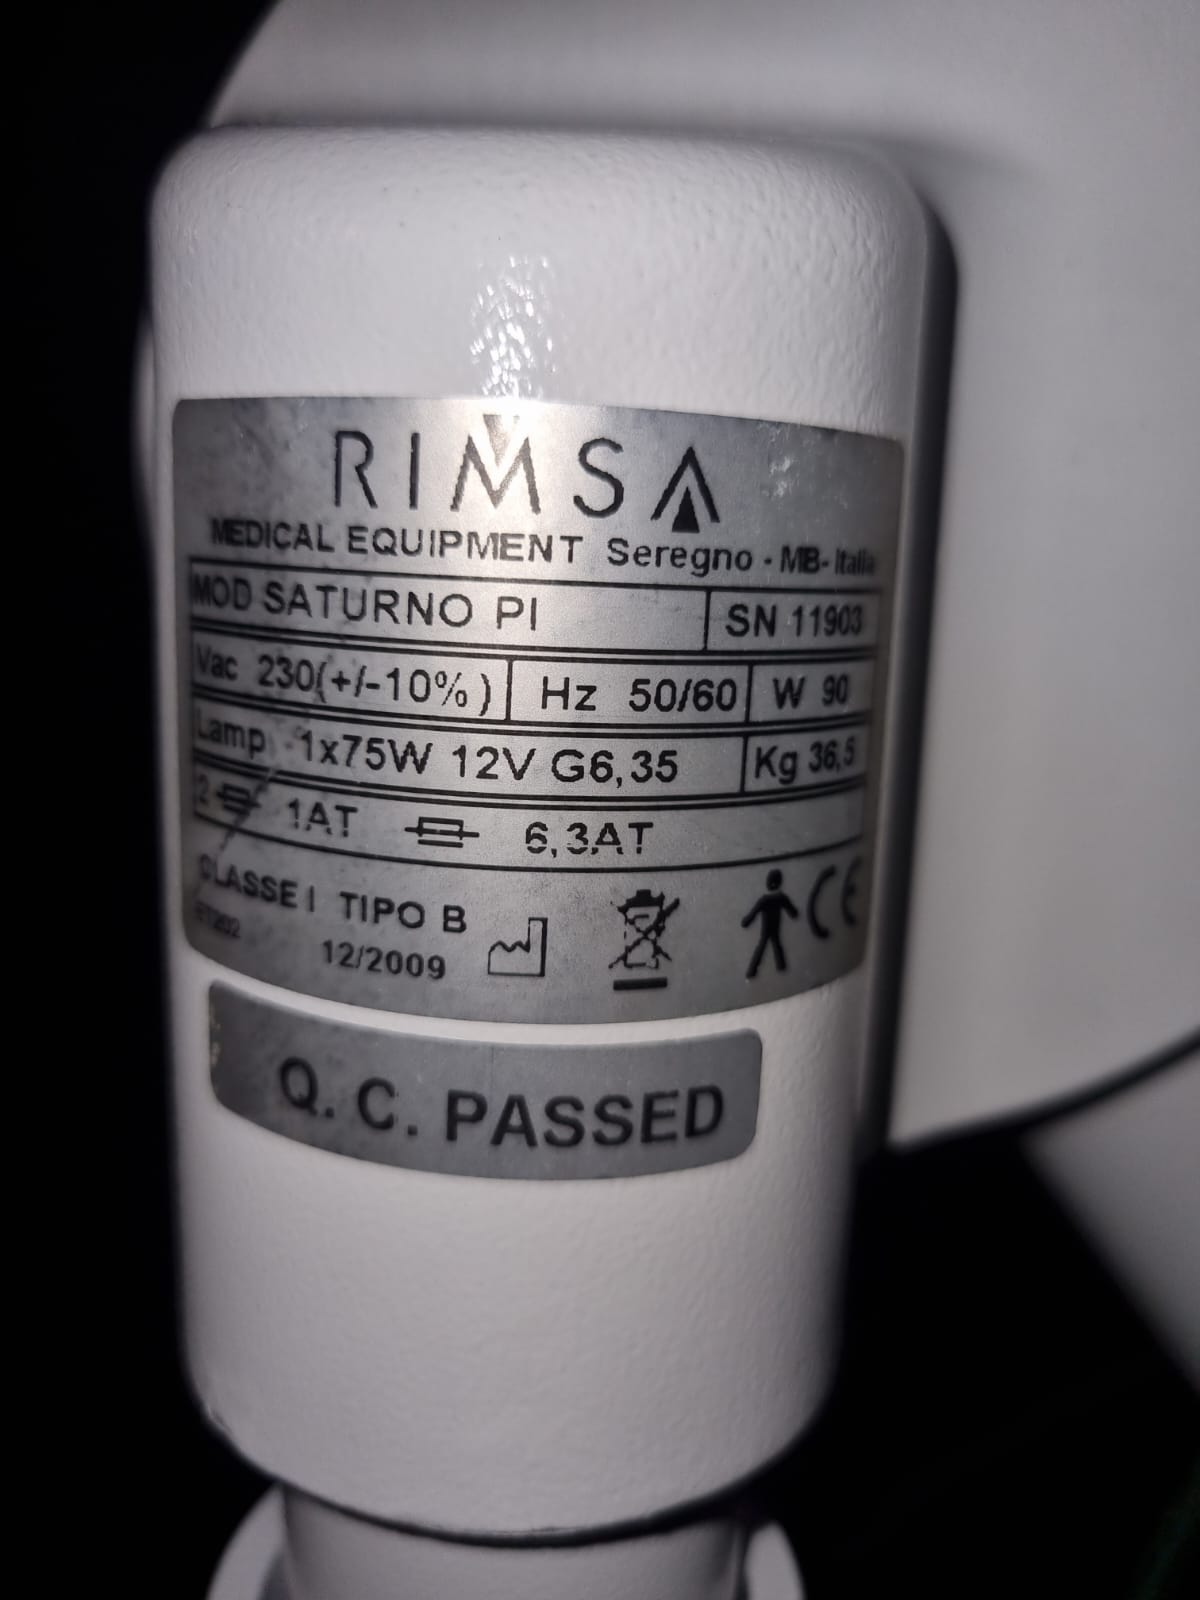 RIMSA
MEDICAL EQUIPMENT Seregno - MB- Italia
MOD SATURNO PI SN 11903
Vac 230(+/-10%) Hz 50/60 W 90
Lamp 1x75W 12V G6,35 Kg 36,5
2 1AT 6,3AT
CLASSE I TIPO B
12/2009 CE
Q. C. PASSED